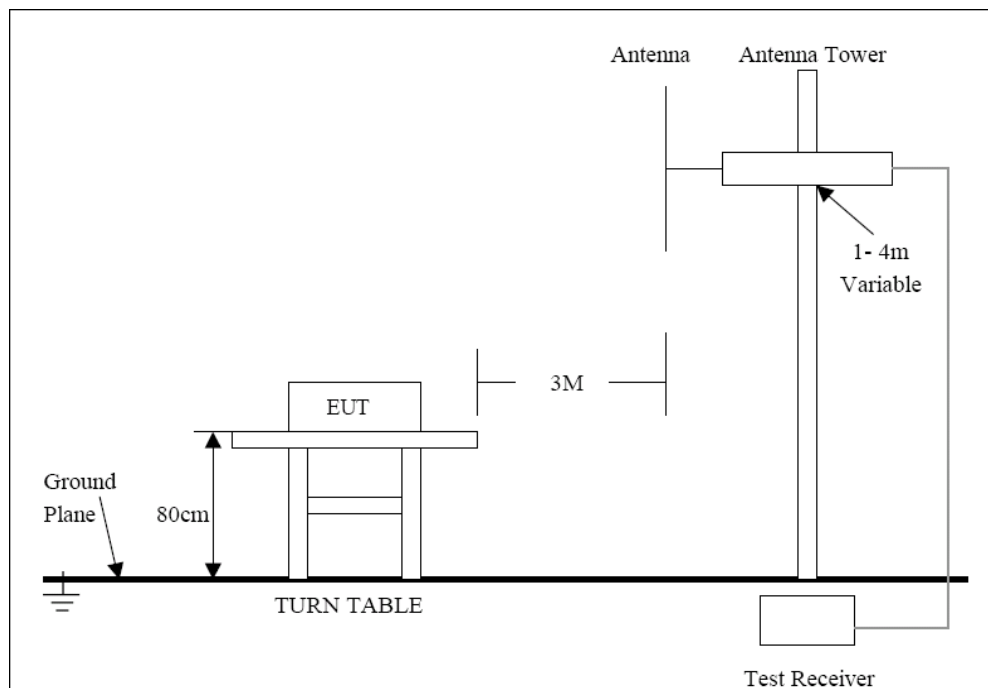 Antenna
Antenna Tower
1- 4m
Variable
3M
EUT
Ground
Plane
80cm
TURN TABLE
Test Receiver